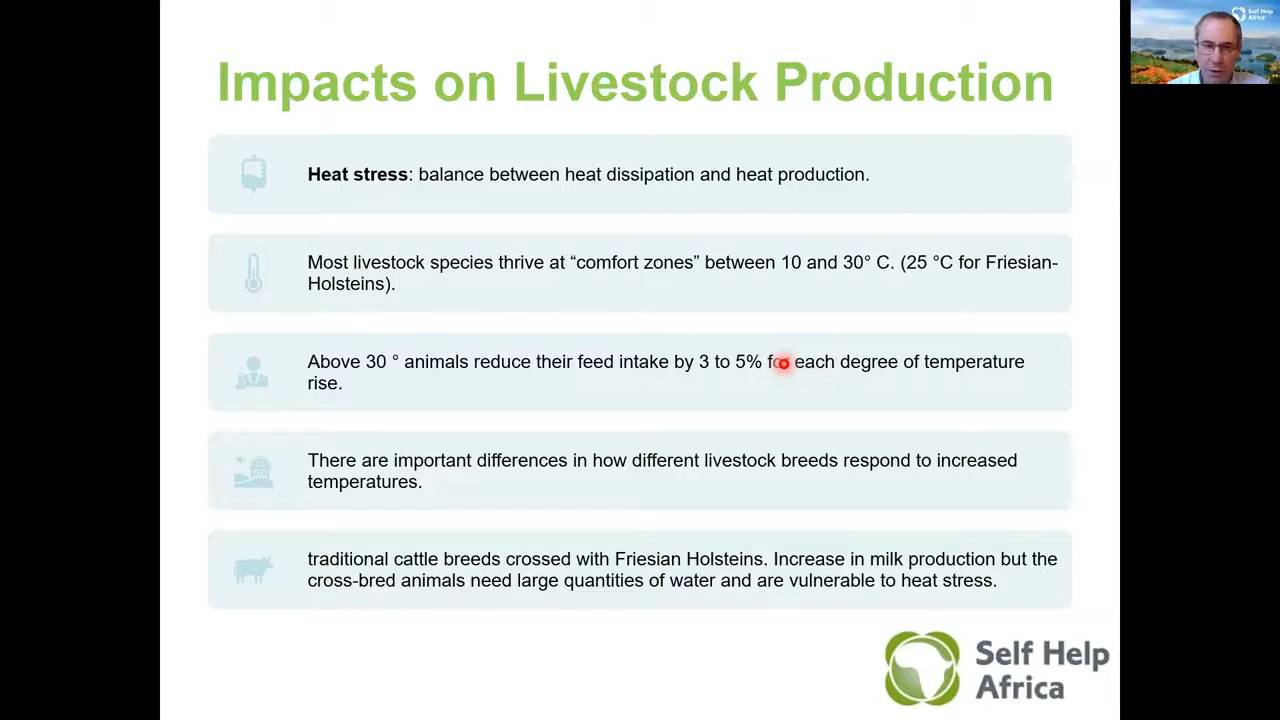 Impacts on Livestock Production
Self Help
Africa
Heat stress: balance between heat dissipation and heat production.
Most livestock species thrive at “comfort zones” between 10 and 30° C. (25 °C for Friesian-
Holsteins).
Above 30 ° animals reduce their feed intake by 3 to 5% for each degree of temperature
rise.
There are important differences in how different livestock breeds respond to increased
temperatures.
traditional cattle breeds crossed with Friesian Holsteins. Increase in milk production but the
cross-bred animals need large quantities of water and are vulnerable to heat stress.
Self Help
Africa